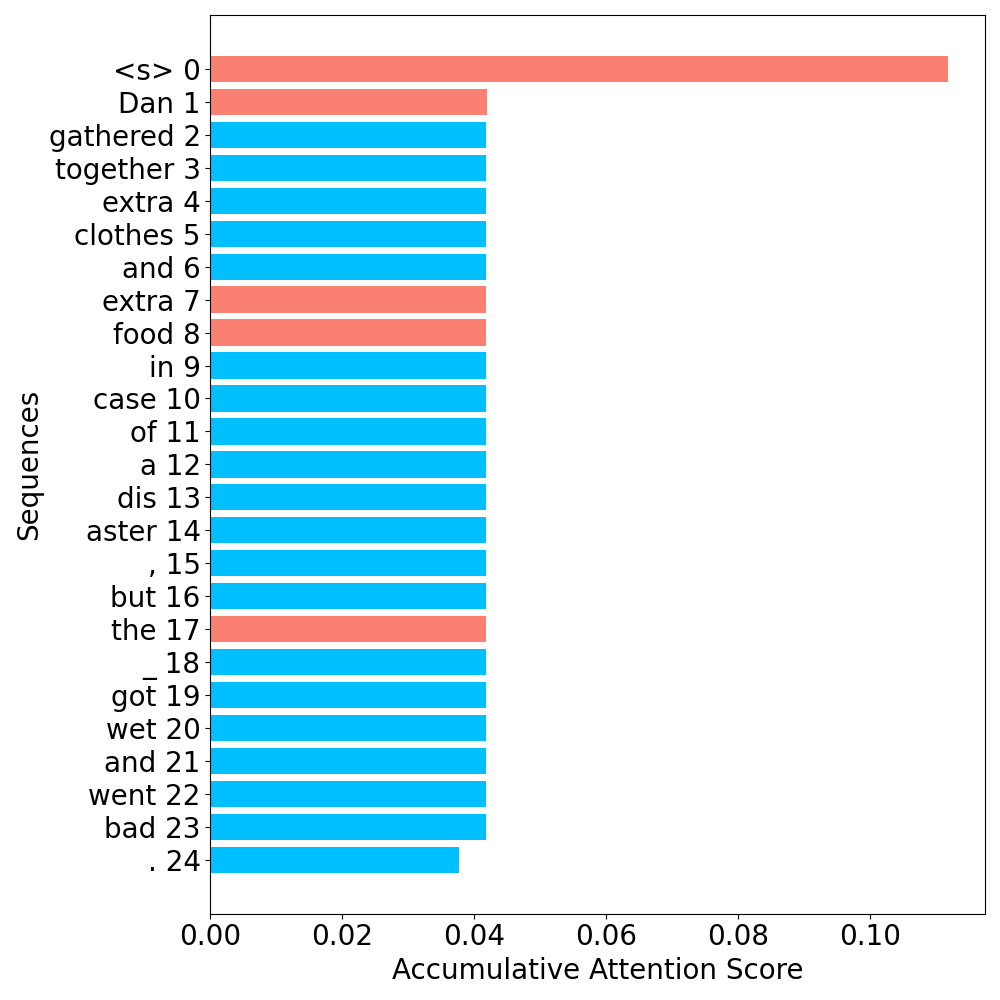 <s> 0
Dan 1
gathered 2
together 3
extra 4
clothes 5
and 6
extra 7
food 8
in 9
case 10
of 11
a 12
dis 13
aster 14
, 15
but 16
the 17
_ 18
got 19
wet 20
and 21
went 22
bad 23
. 24
Sequences
0.00 0.02 0.04 0.06 0.08 0.10
Accumulative Attention Score